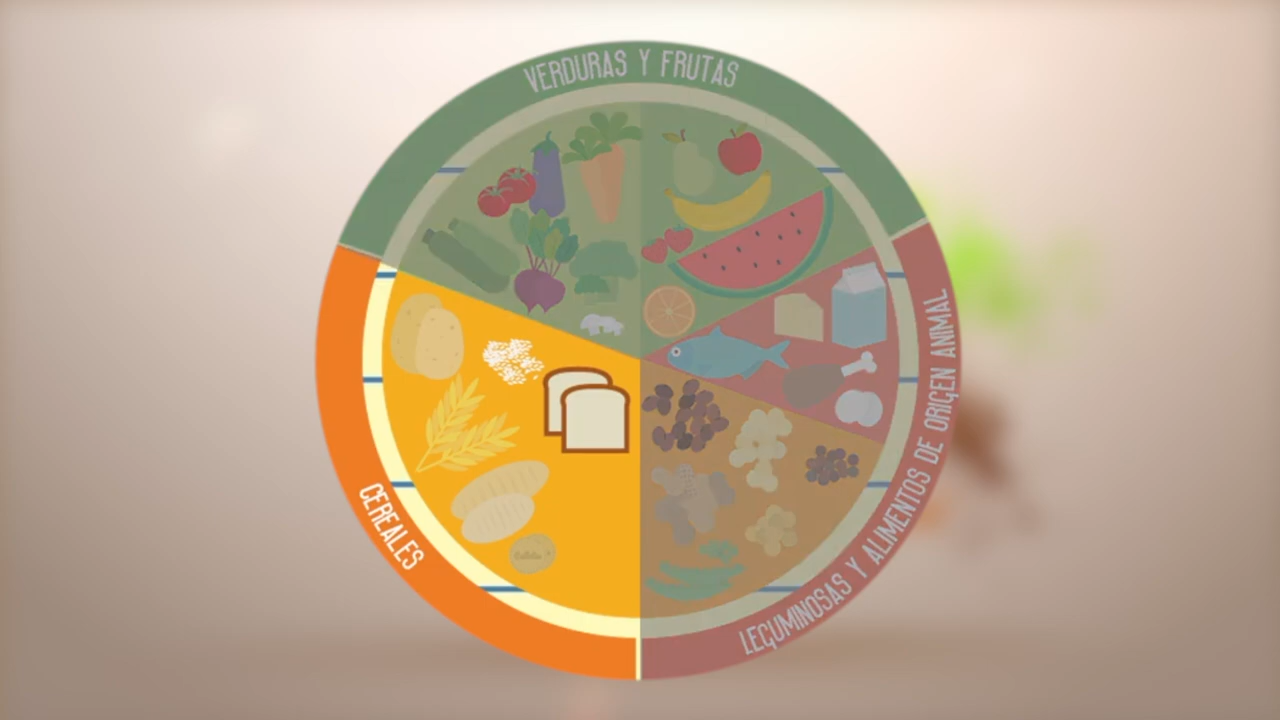 VERDURAS Y FRUTAS
CEREALES
LEGUMINOSAS Y ALIMENTOS DE ORIGEN ANIMAL